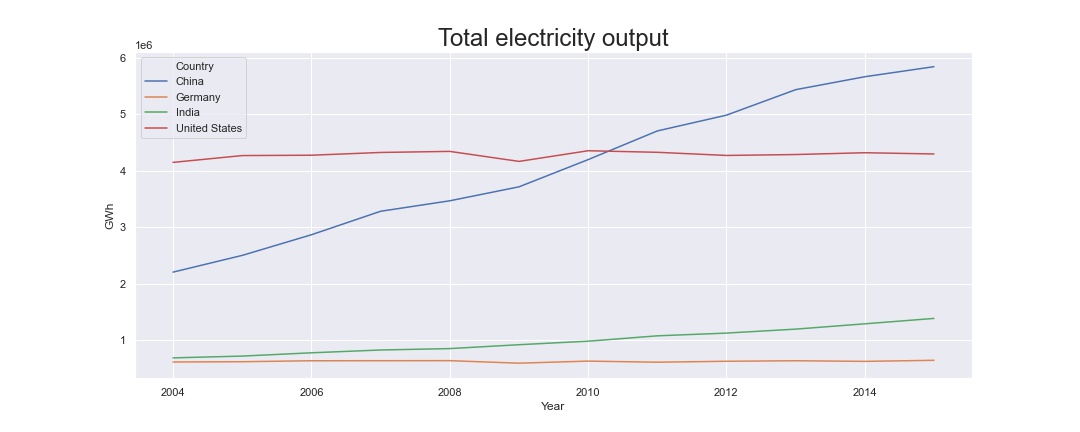 Total electricity output
1e6
6
5
4
3
2
1
GWh
Country
China
Germany
India
United States
2004
2006
2008
2010
2012
2014
Year